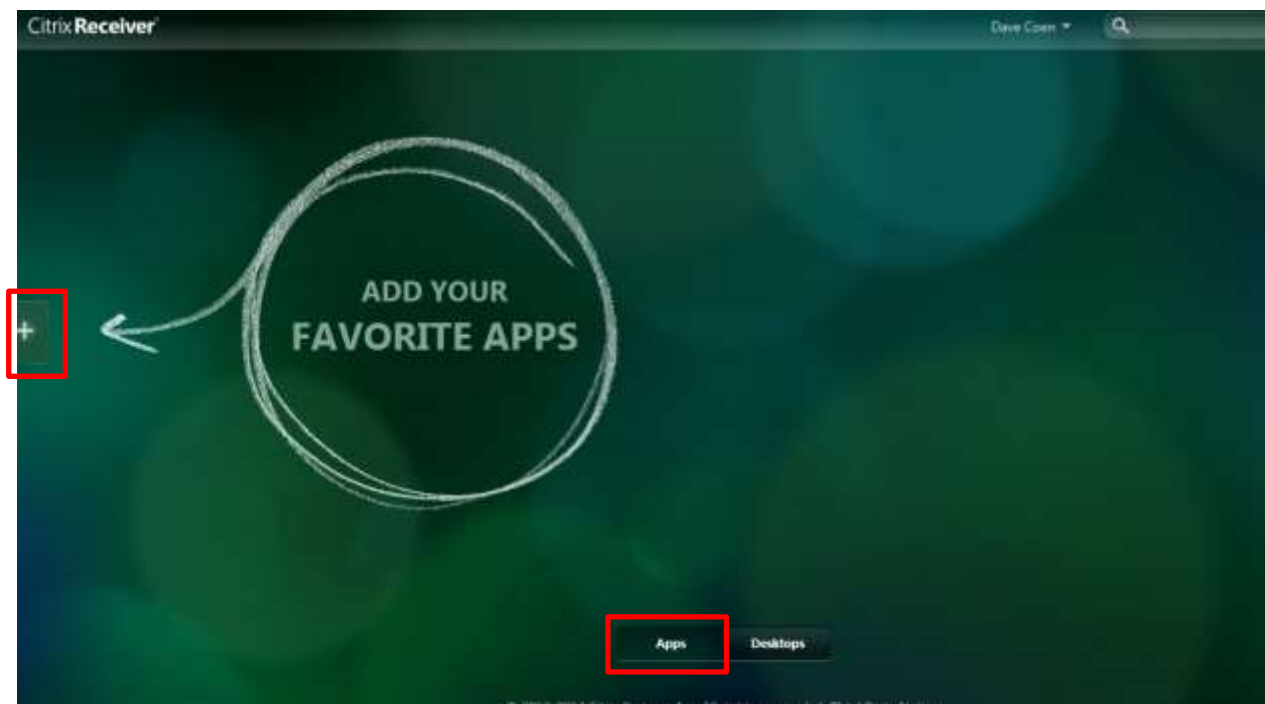 Citrix Receiver
Dave Coen
ADD YOUR
FAVORITE APPS
+
Apps Desktops